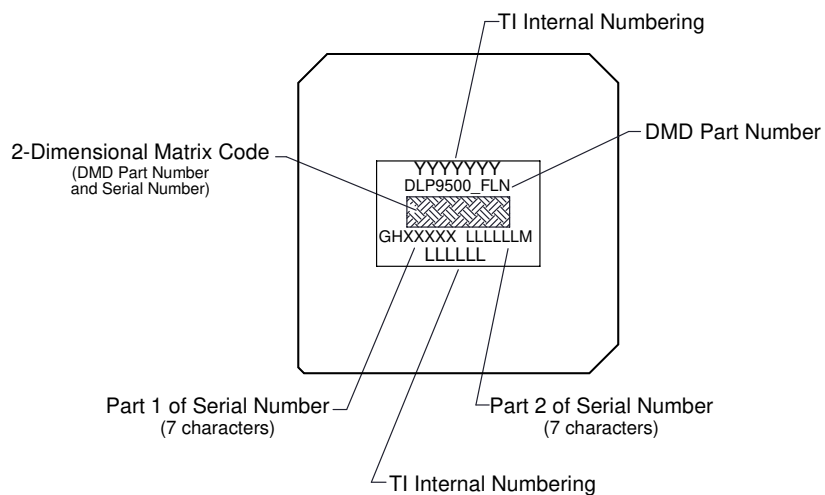 TI Internal Numbering
DMD Part Number
2-Dimensional Matrix Code
(DMD Part Number
and Serial Number)
YYYYYYY
DLP9500_FLN
GHXXXXX LLLLLLM
LLLLLL
Part 1 of Serial Number
(7 characters)
Part 2 of Serial Number
(7 characters)
TI Internal Numbering